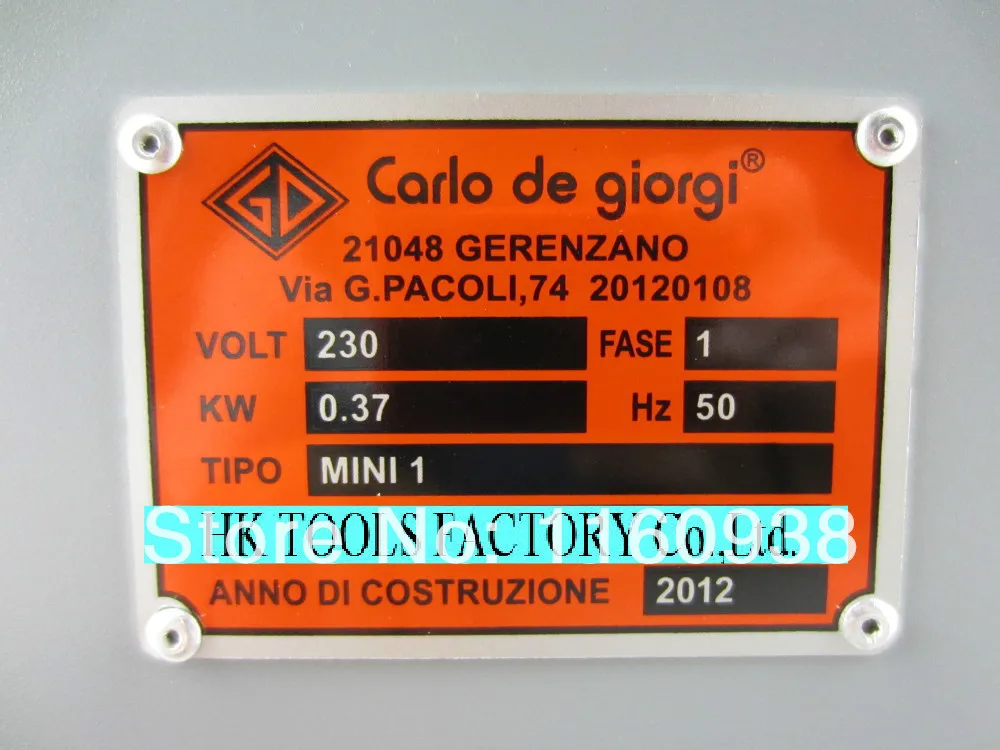 GD Carlo de giorgi®
21048 GERENZANO
Via G.PACOLI,74 20120108
VOLT 230 FASE 1
KW 0.37 Hz 50
TIPO MINI 1
HK TOOLS FACTORY Co.,Ltd.
Store No: 1160938
ANNO DI COSTRUZIONE 2012